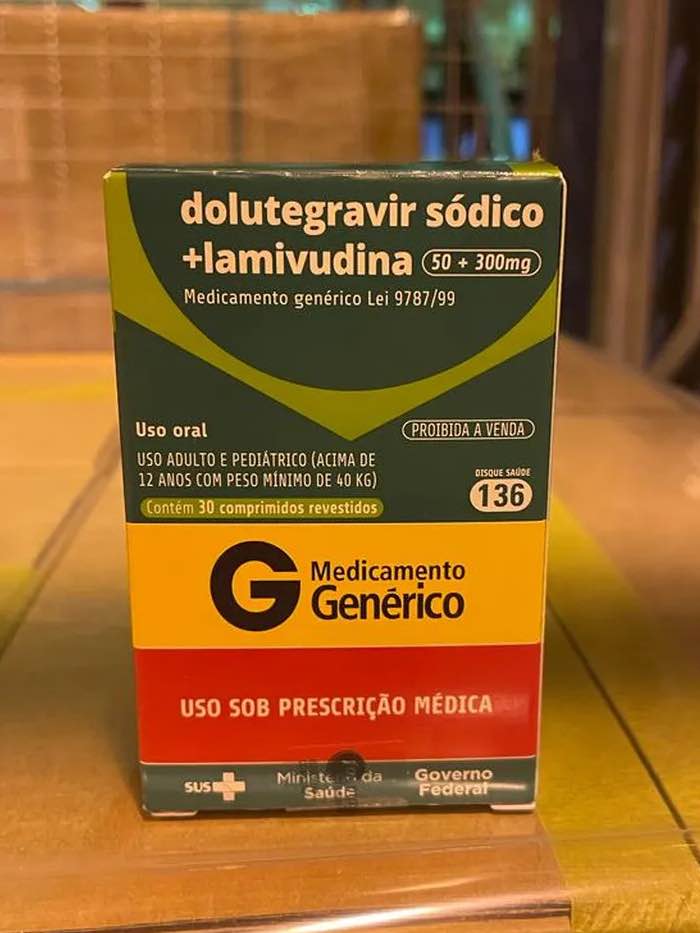 dolutegravir sódico
+lamivudina 50 + 300mg
Medicamento genérico Lei 9787/99
Uso oral
PROIBIDA A VENDA
USO ADULTO E PEDIÁTRICO (ACIMA DE
12 ANOS COM PESO MÍNIMO DE 40 KG)
Contém 30 comprimidos revestidos
DISQUE SAÚDE
136
G Medicamento
Genérico
USO SOB PRESCRIÇÃO MÉDICA
SUS
da
Saúde
Governo
Federal